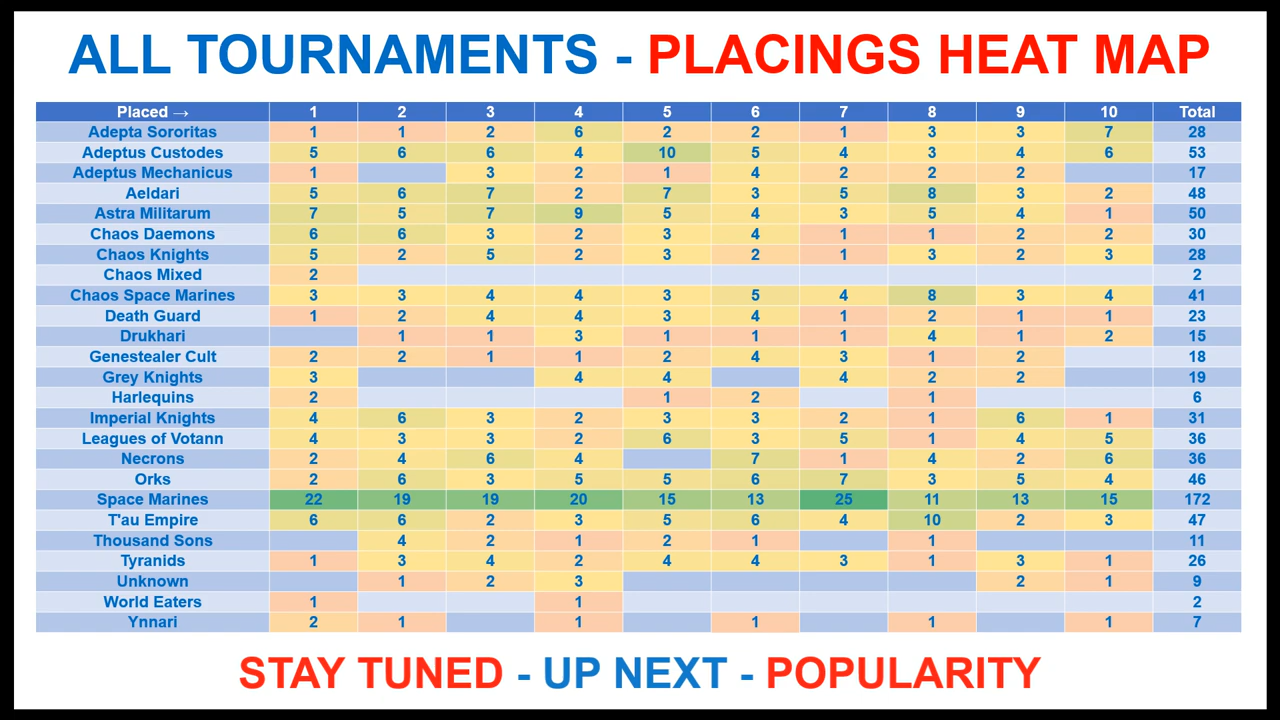 ALL TOURNAMENTS - PLACINGS HEAT MAP
Placed → 1 2 3 4 5 6 7 8 9 10 Total
Adepta Sororitas 1 1 2 6 2 2 1 3 3 7 28
Adeptus Custodes 5 6 6 4 10 5 4 3 4 6 53
Adeptus Mechanicus 1 3 2 1 4 2 2 2 17
Aeldari 5 6 7 2 7 3 5 8 3 2 48
Astra Militarum 7 5 7 9 5 4 3 5 4 1 50
Chaos Daemons 6 6 3 2 3 4 1 1 2 2 30
Chaos Knights 5 2 5 2 3 2 1 3 2 3 28
Chaos Mixed 2 2
Chaos Space Marines 3 3 4 4 3 5 4 8 3 4 41
Death Guard 1 2 4 4 3 4 1 2 1 1 23
Drukhari 1 1 3 1 1 1 4 1 2 15
Genestealer Cult 2 2 1 1 2 4 3 1 2 18
Grey Knights 3 4 4 4 2 2 19
Harlequins 2 1 2 1 6
Imperial Knights 4 6 3 2 3 3 2 1 6 1 31
Leagues of Votann 4 3 3 2 6 3 5 1 4 5 36
Necrons 2 4 6 4 7 1 4 2 6 36
Orks 2 6 3 5 5 6 7 3 5 4 46
Space Marines 22 19 19 20 15 13 25 11 13 15 172
T'au Empire 6 6 2 3 5 6 4 10 2 3 47
Thousand Sons 4 2 1 2 1 1 11
Tyranids 1 3 4 2 4 4 3 1 3 1 26
Unknown 1 2 3 2 1 9
World Eaters 1 1 2
Ynnari 2 1 1 1 1 1 7
STAY TUNED - UP NEXT - POPULARITY